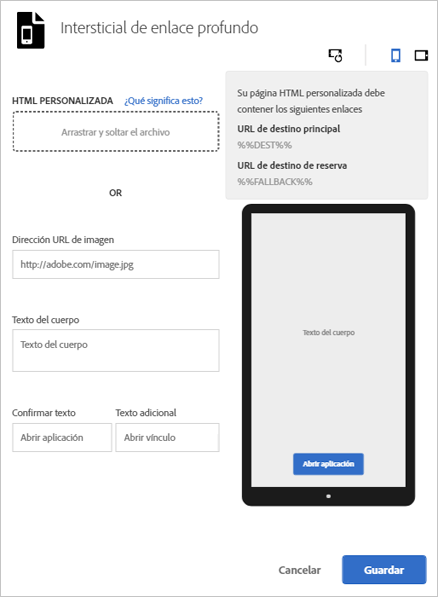 Intersticial de enlace profundo
HTML PERSONALIZADA ¿Qué significa esto?
Arrastrar y soltar el archivo
OR
Dirección URL de imagen
http://adobe.com/image.jpg
Texto del cuerpo
Texto del cuerpo
Confirmar texto Texto adicional
Abrir aplicación Abrir vínculo
Su página HTML personalizada debe
contener los siguientes enlaces
URL de destino principal
%%DEST%%
URL de destino de reserva
%%FALLBACK%%
Texto del cuerpo
Abrir aplicación
Cancelar Guardar